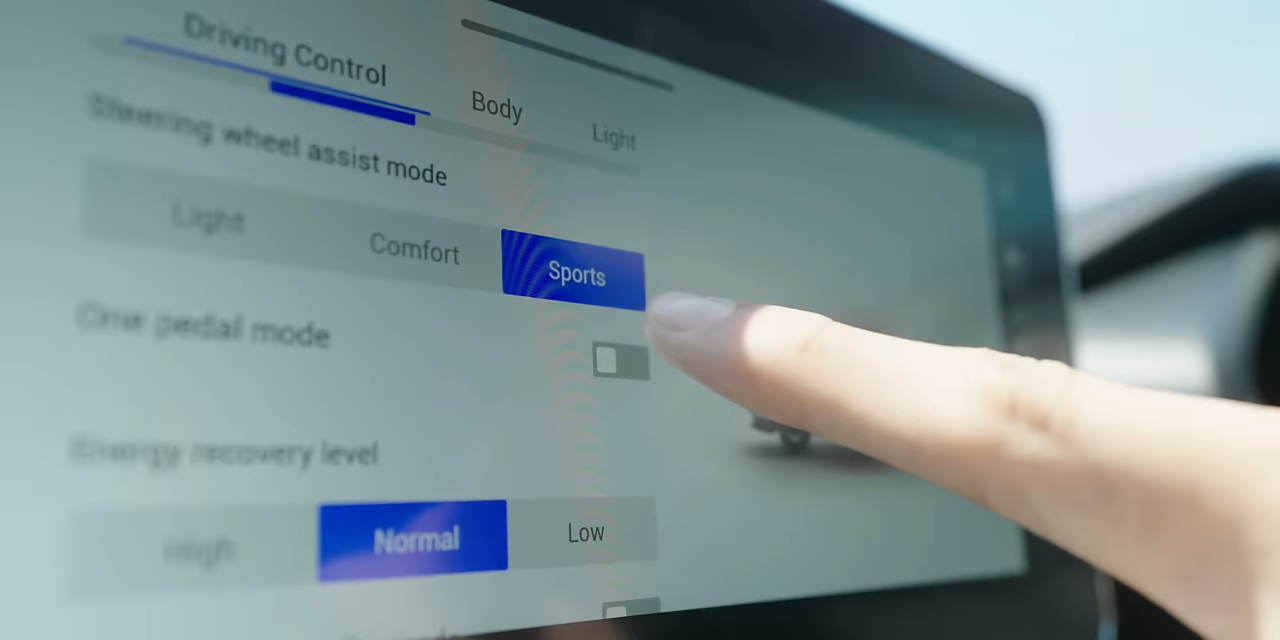 Driving Control
Body
Light
Steering wheel assist mode
Light
Comfort
Sports
One pedal mode
Energy recovery level
High
Normal
Low